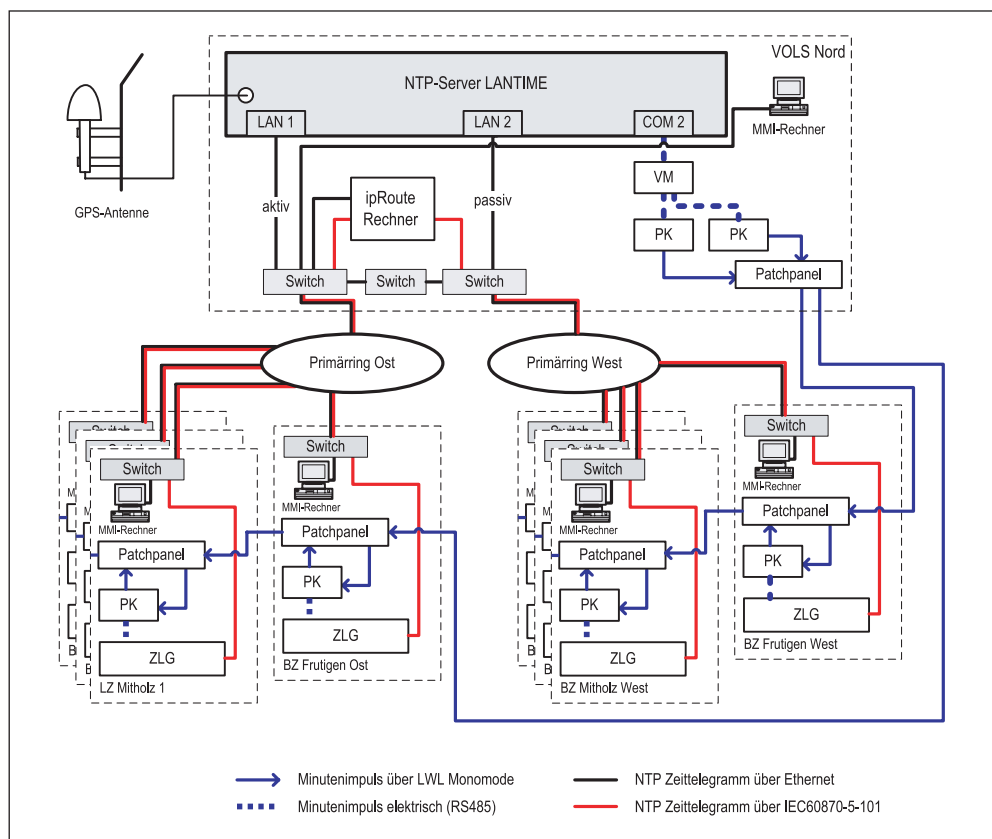 VOLS Nord
NTP-Server LANTIME
LAN 1
LAN 2
COM 2
MMI-Rechner
GPS-Antenne
aktiv
ipRoute
Rechner
passiv
VM
PK
PK
Patchpanel
Switch
Switch
Switch
Primärring Ost
Primärring West
Switch
MMI-Rechner
Patchpanel
PK
ZLG
LZ Mitholz 1
M
M
B
B
Switch
MMI-Rechner
Patchpanel
PK
ZLG
BZ Frutigen Ost
Switch
MMI-Rechner
Patchpanel
PK
ZLG
BZ Mitholz West
M
M
B
B
Switch
MMI-Rechner
Patchpanel
PK
ZLG
BZ Frutigen West
Minutenimpuls über LWL Monomode
Minutenimpuls elektrisch (RS485)
NTP Zeittelegramm über Ethernet
NTP Zeittelegramm über IEC60870-5-101